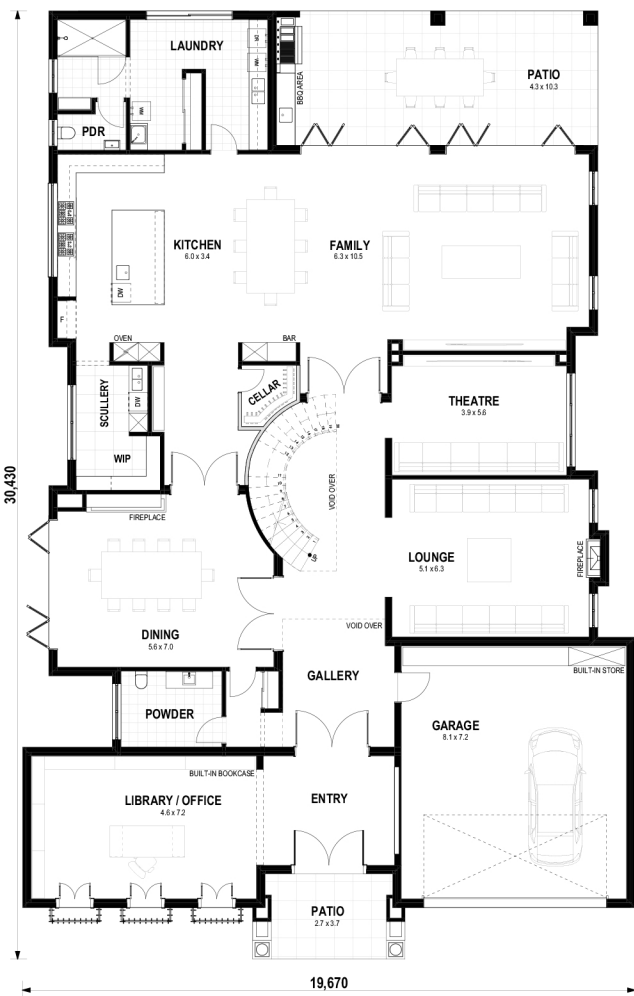 LAUNDRY
PDR
BBQ AREA
PATIO
4.3 x 10.3
KITCHEN
6.0 x 3.4
FAMILY
6.3 x 10.5
DW
F
OVEN
BAR
SCULLERY
DW
WIP
CELLAR
THEATRE
3.9 x 5.6
VOID OVER
UP
FIREPLACE
LOUNGE
5.1 x 6.3
FIREPLACE
DINING
5.6 x 7.0
VOID OVER
GALLERY
BUILT-IN STORE
POWDER
GARAGE
8.1 x 7.2
BUILT-IN BOOKCASE
LIBRARY / OFFICE
4.6 x 7.2
ENTRY
PATIO
2.7 x 3.7
30,430
19,670